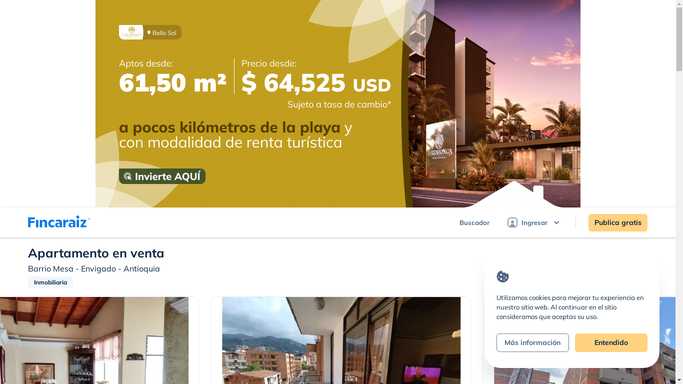 Bello Sol
Aptos desde:
61,50 m²
Precio desde:
$ 64,525 USD
Sujeto a tasa de cambio*
a pocos kilómetros de la playa y
con modalidad de renta turística
Invierte AQUÍ
Fincaraiz
Buscador
Ingresar
Publica gratis
Apartamento en venta
Barrio Mesa - Envigado - Antioquia
Inmobiliaria
Utilizamos cookies para mejorar tu experiencia en
nuestro sitio web. Al continuar en el sitio
consideramos que aceptas su uso.
Más información
Entendido